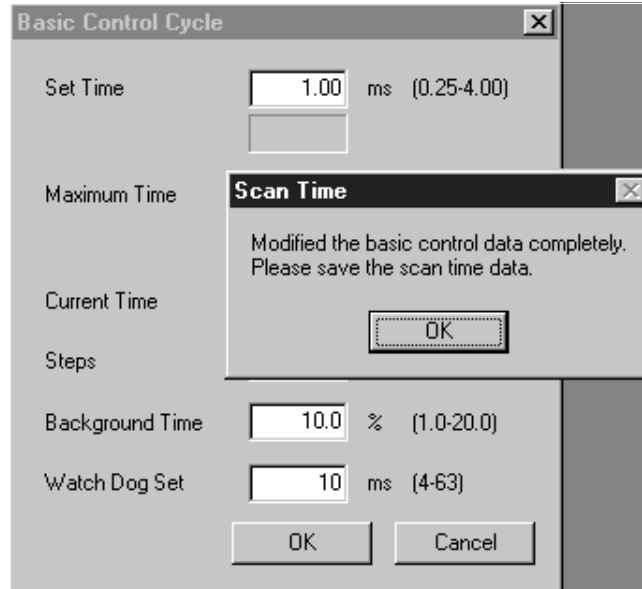 Basic Control Cycle
Set Time 1.00 ms (0.25-4.00)
Maximum Time
Scan Time
Modified the basic control data completely.
Please save the scan time data.
OK
Current Time
Steps
Background Time 10.0 % (1.0-20.0)
Watch Dog Set 10 ms (4-63)
OK Cancel